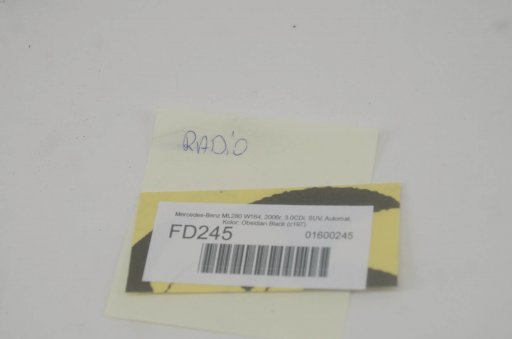 RADiO
Mercedes-Benz ML280 W164, 2006r, 3.0CDi, SUV, Automat,
Kolor: Obsidian Black (c197)
FD245
01600245